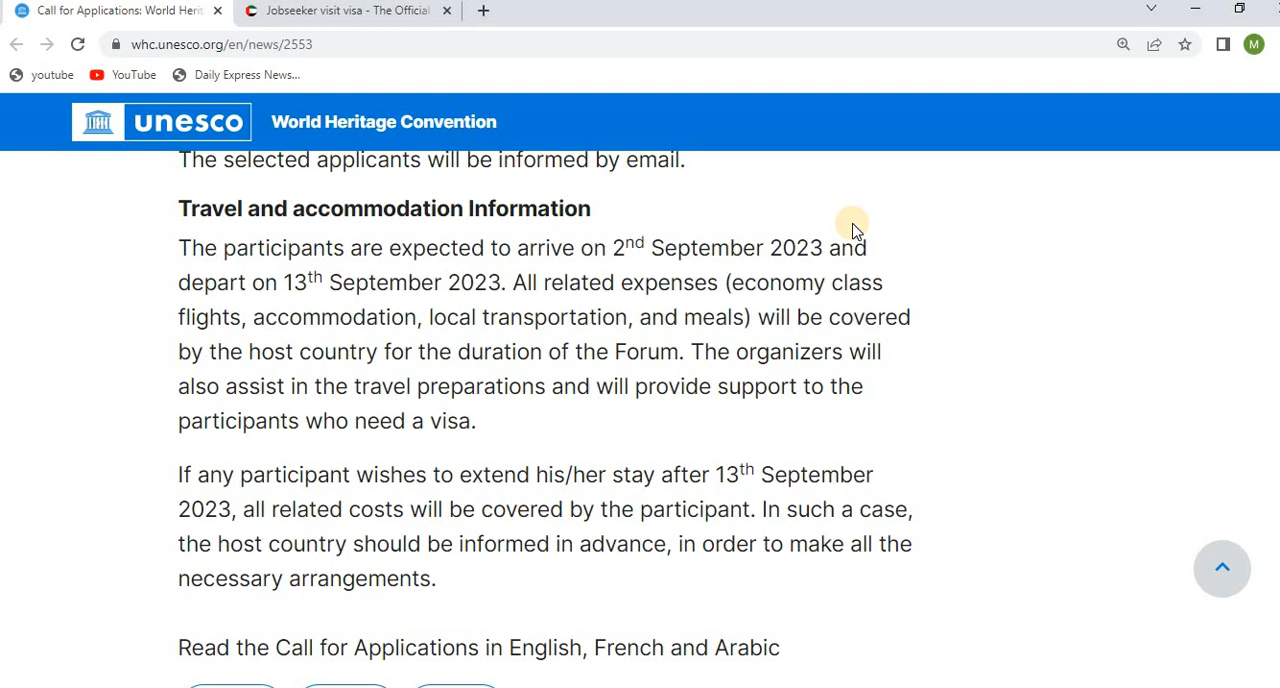 Call for Applications: World Herit
Jobseeker visit visa - The Official
whc.unesco.org/en/news/2553
M
youtube
YouTube
Daily Express News...
unesco
World Heritage Convention
The selected applicants will be informed by email.
Travel and accommodation Information
The participants are expected to arrive on 2nd September 2023 and
depart on 13th September 2023. All related expenses (economy class
flights, accommodation, local transportation, and meals) will be covered
by the host country for the duration of the Forum. The organizers will
also assist in the travel preparations and will provide support to the
participants who need a visa.
If any participant wishes to extend his/her stay after 13th September
2023, all related costs will be covered by the participant. In such a case,
the host country should be informed in advance, in order to make all the
necessary arrangements.
Read the Call for Applications in English, French and Arabic